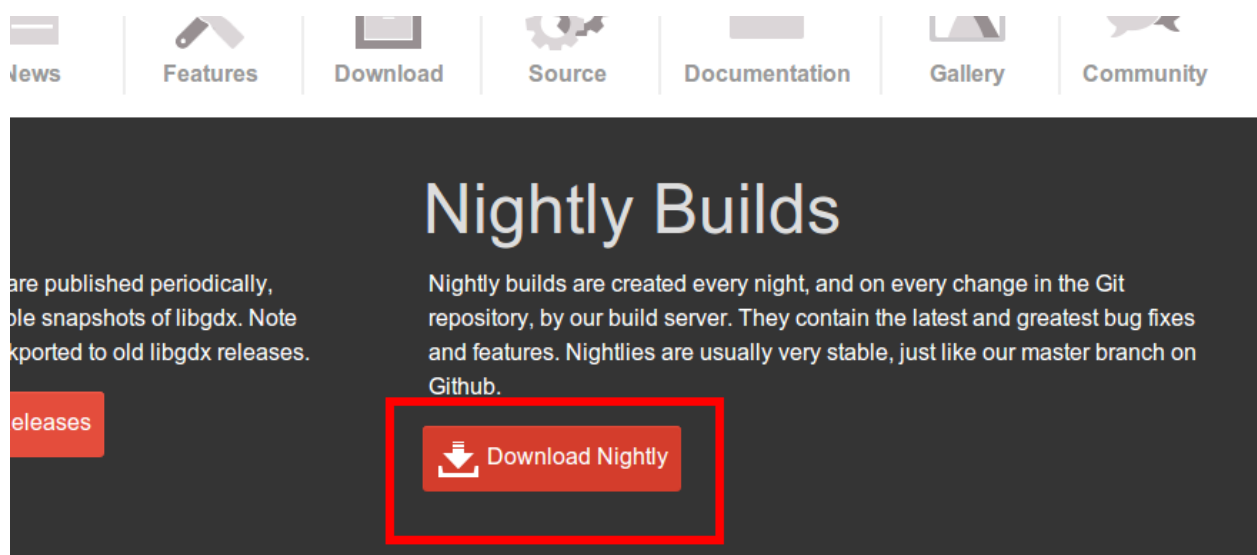 News Features Download Source Documentation Gallery Community
Nightly Builds
are published periodically,
ble snapshots of libgdx. Note
kported to old libgdx releases.
eleases
Nightly builds are created every night, and on every change in the Git
repository, by our build server. They contain the latest and greatest bug fixes
and features. Nightlies are usually very stable, just like our master branch on
Github.
Download Nightly